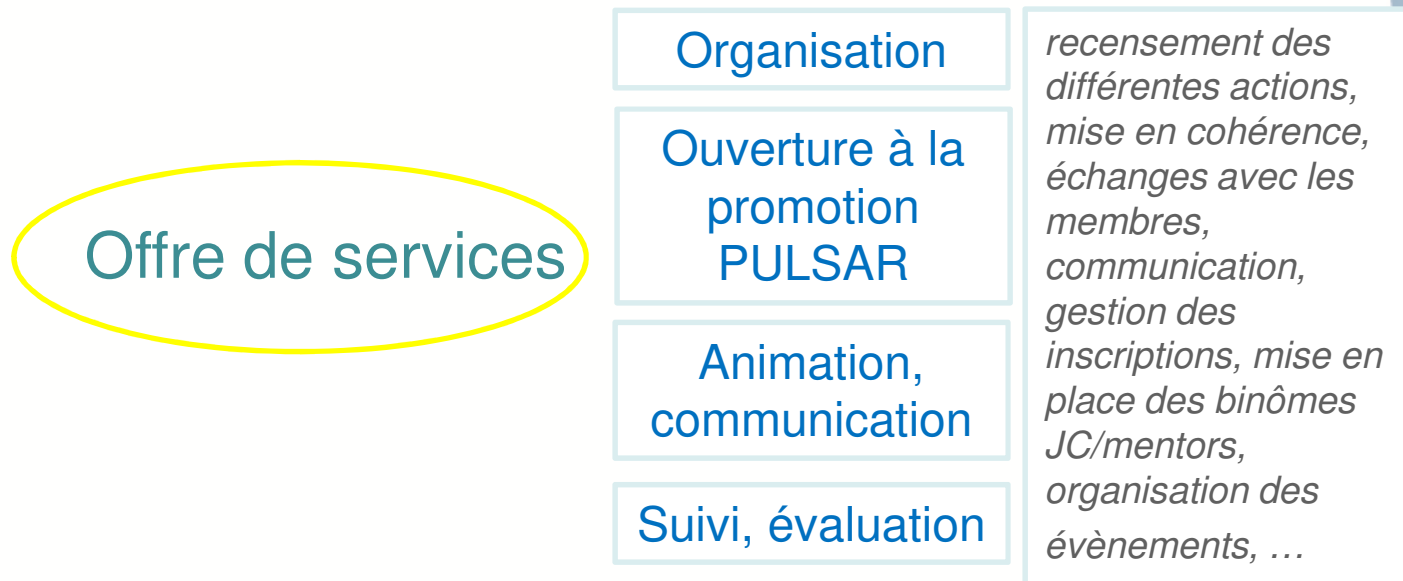 Offre de services
Organisation
Ouverture à la
promotion
PULSAR
Animation,
communication
Suivi, évaluation
recensement des
différentes actions,
mise en cohérence,
échanges avec les
membres,
communication,
gestion des
inscriptions, mise en
place des binômes
JC/mentors,
organisation des
évènements, …